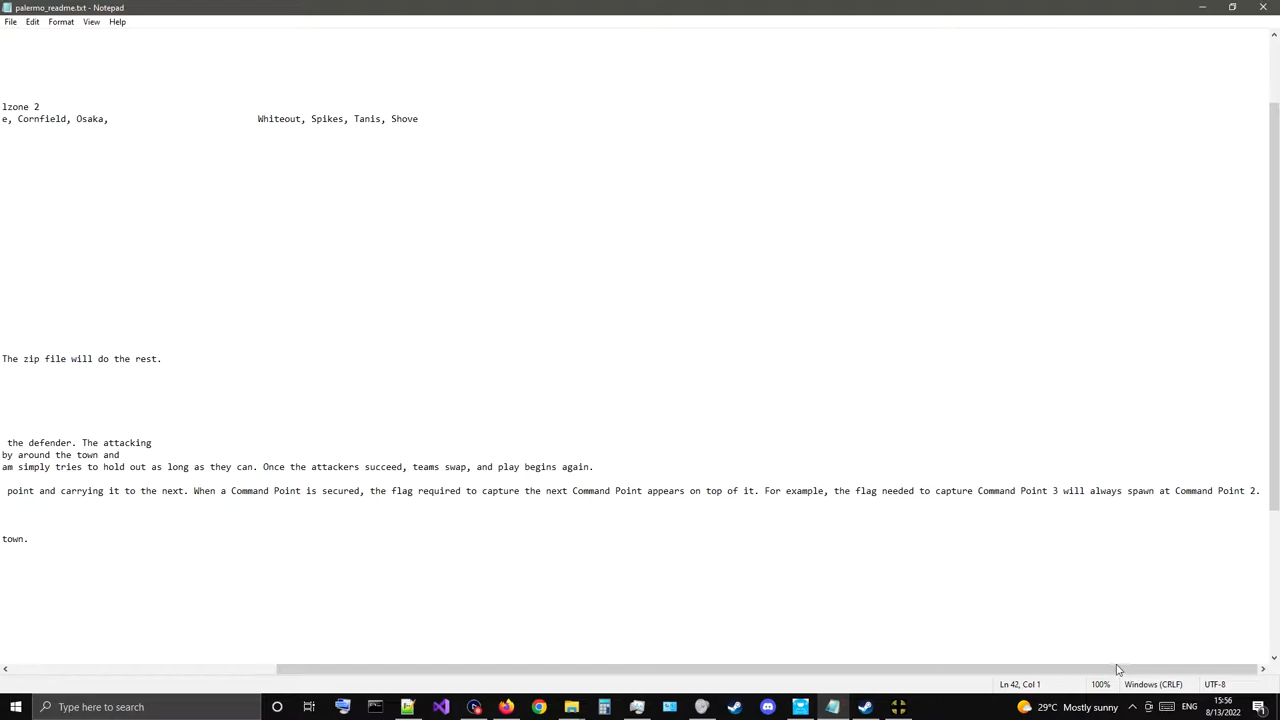 palermo_readme.txt - Notepad
File Edit Format View Help
lzone 2
e, Cornfield, Osaka, Whiteout, Spikes, Tanis, Shove
The zip file will do the rest.
the defender. The attacking
by around the town and
am simply tries to hold out as long as they can. Once the attackers succeed, teams swap, and play begins again.
point and carrying it to the next. When a Command Point is secured, the flag required to capture the next Command Point appears on top of it. For example, the flag needed to capture Command Point 3 will always spawn at Command Point 2.
town.
Ln 42, Col 1 100% Windows (CRLF) UTF-8
Type here to search
29°C Mostly sunny
ENG
15:56
8/13/2022